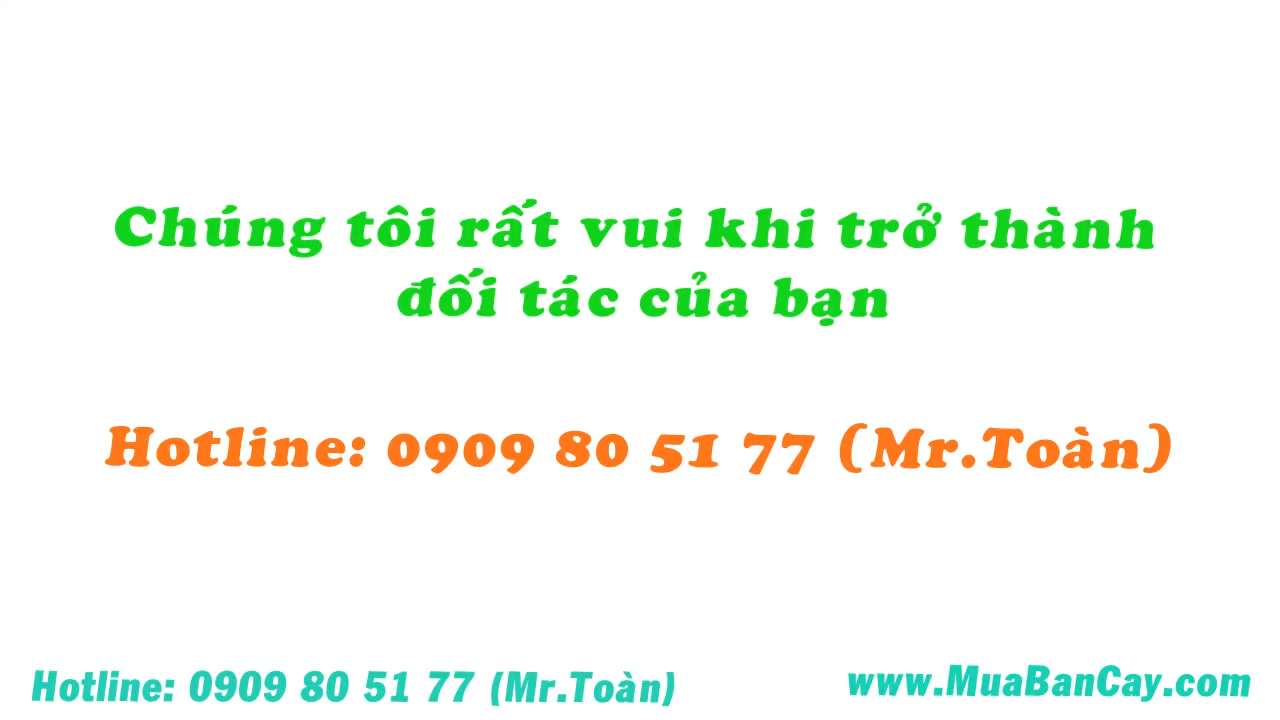 Chúng tôi rất vui khi trở thành
đối tác của bạn
Hotline: 0909 80 51 77 (Mr.Toàn)
Hotline: 0909 80 51 77 (Mr.Toàn)
www.MuaBanCay.com